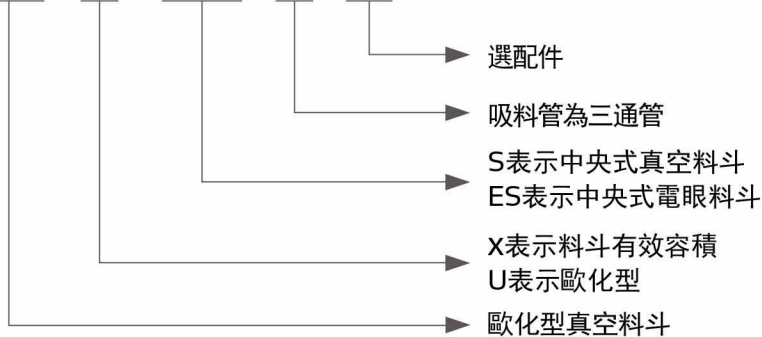 選配件
吸料管為三通管
S表示中央式真空料斗
ES表示中央式電眼料斗
x表示料斗有效容積
U表示歐化型
歐化型真空料斗